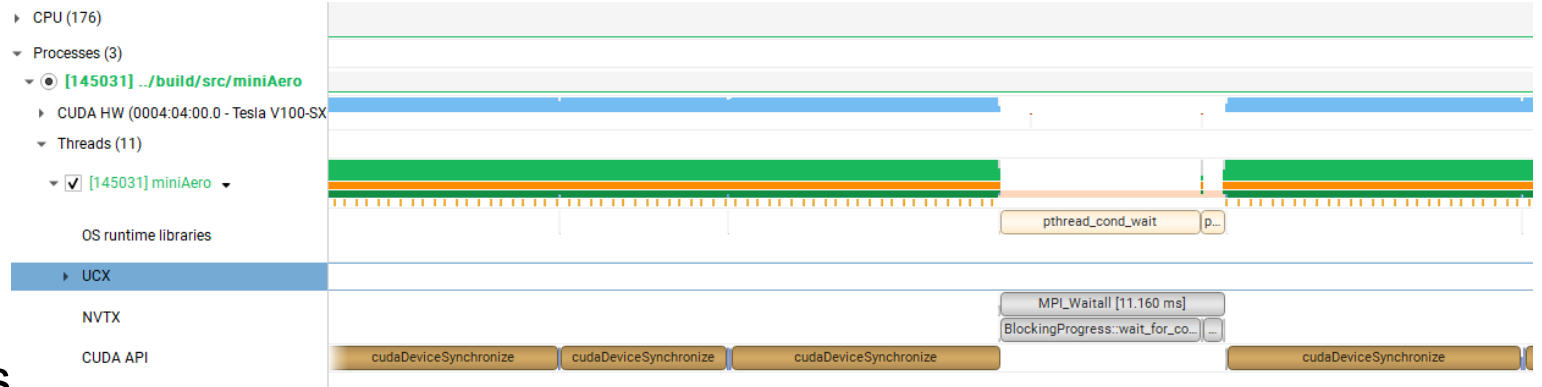 CPU (176)
Processes (3)
[145031] ../build/src/miniAero
CUDA HW (0004:04:00.0 - Tesla V100-SX
Threads (11)
[145031] miniAero
OS runtime libraries
pthread_cond_wait p...
UCX
MPI_Waitall [11.160 ms]
NVTX
BlockingProgress::wait_for_co... ...
CUDA API
cudaDeviceSynchronize cudaDeviceSynchronize cudaDeviceSynchronize cudaDeviceSynchronize
s